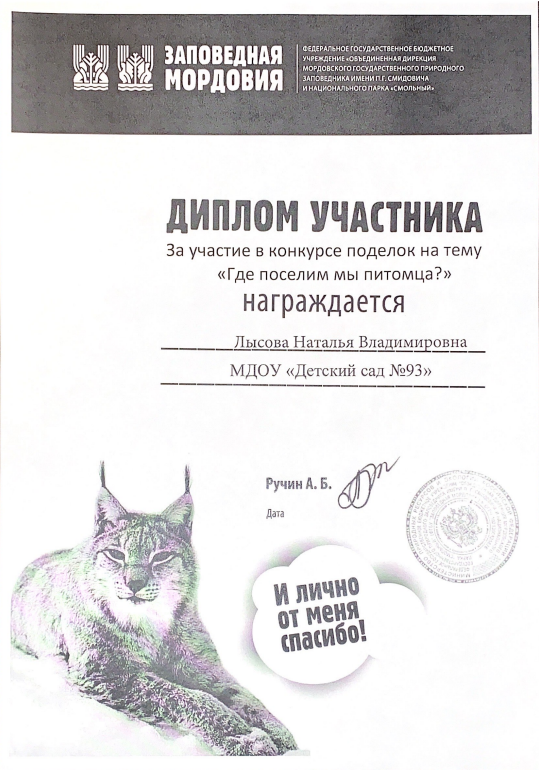 ЗАПОВЕДНАЯ
МОРДОВИЯ
ФЕДЕРАЛЬНОЕ ГОСУДАРСТВЕННОЕ БЮДЖЕТНОЕ
УЧРЕЖДЕНИЕ «ОБЪЕДИНЕННАЯ ДИРЕКЦИЯ
МОРДОВСКОГО ГОСУДАРСТВЕННОГО ПРИРОДНОГО
ЗАПОВЕДНИКА ИМЕНИ П.Г. СМИДОВИЧА
И НАЦИОНАЛЬНОГО ПАРКА «СМОЛЬНЫЙ»
ДИПЛОМ УЧАСТНИКА
За участие в конкурсе поделок на тему
«Где поселим мы питомца?»
награждается
Лысова Наталья Владимировна
МДОУ «Детский сад №93»
Ручин А. Б.
Дата
И лично
от меня
спасибо!